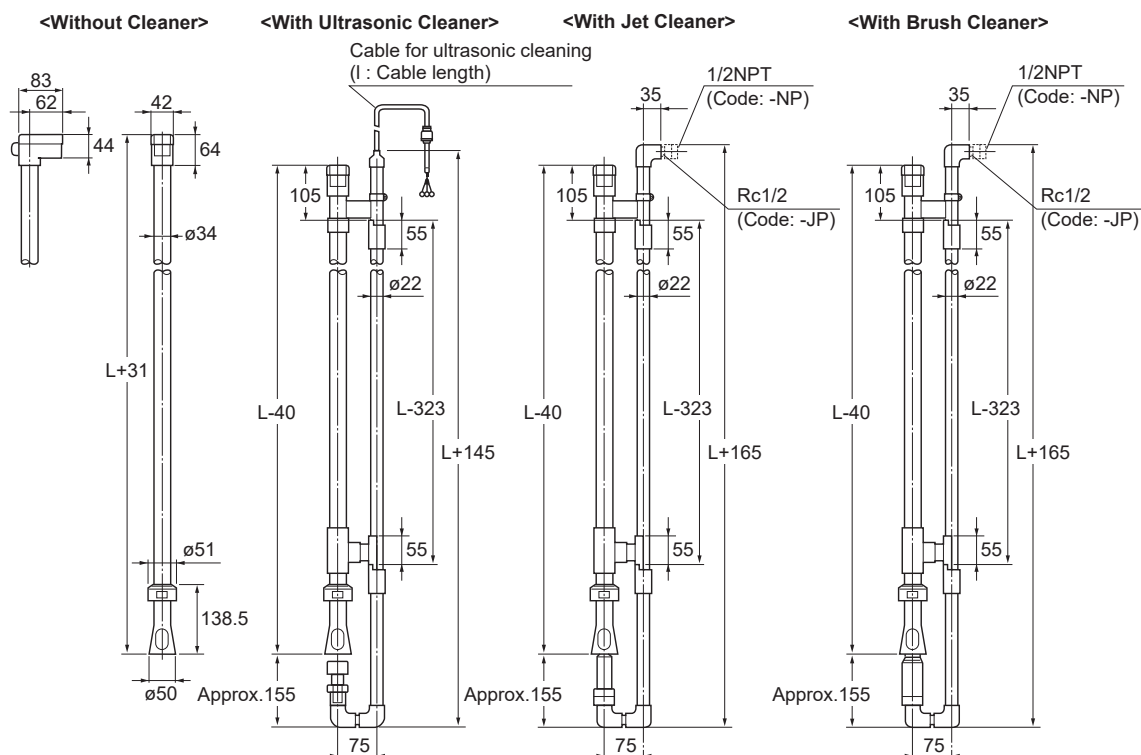 <Without Cleaner>
<With Ultrasonic Cleaner>
<With Jet Cleaner>
<With Brush Cleaner>
83
62
44
42
64
ø34
L+31
ø51
138.5
ø50
Cable for ultrasonic cleaning
(l : Cable length)
105
55
ø22
L-40
L-323
L+145
55
Approx.155
75
35
1/2NPT
(Code: -NP)
Rc1/2
(Code: -JP)
105
55
ø22
L-40
L-323
L+165
55
Approx.155
75
35
1/2NPT
(Code: -NP)
Rc1/2
(Code: -JP)
105
55
ø22
L-40
L-323
L+165
55
Approx.155
75